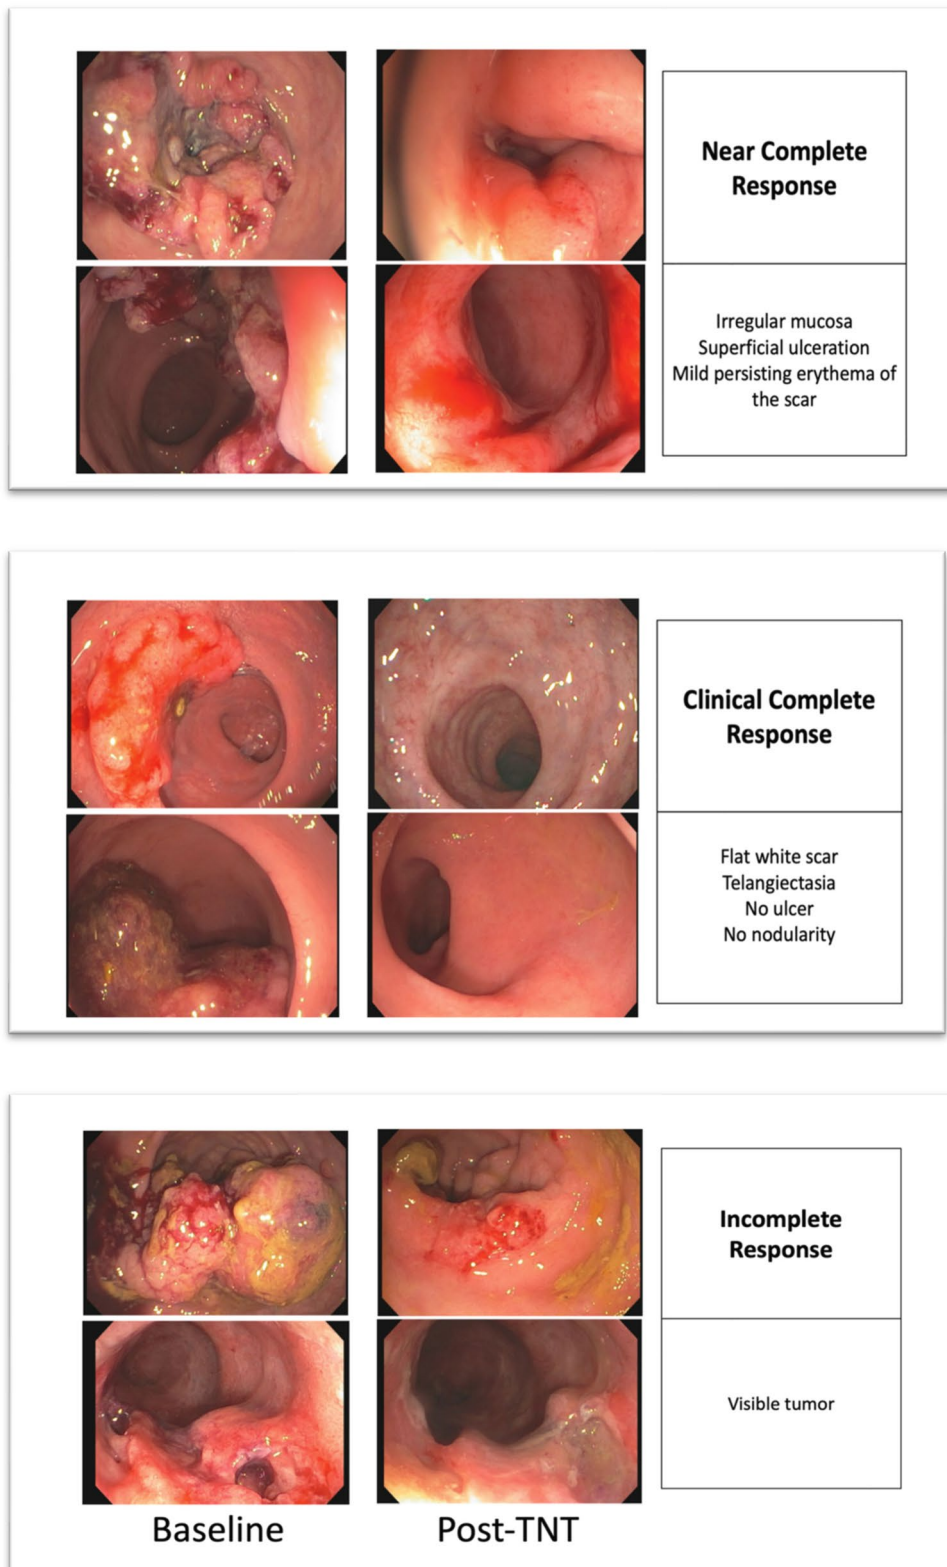 Near Complete
Response
Irregular mucosa
Superficial ulceration
Mild persisting erythema of
the scar
Clinical Complete
Response
Flat white scar
Telangiectasia
No ulcer
No nodularity
Incomplete
Response
Visible tumor
Baseline
Post-TNT